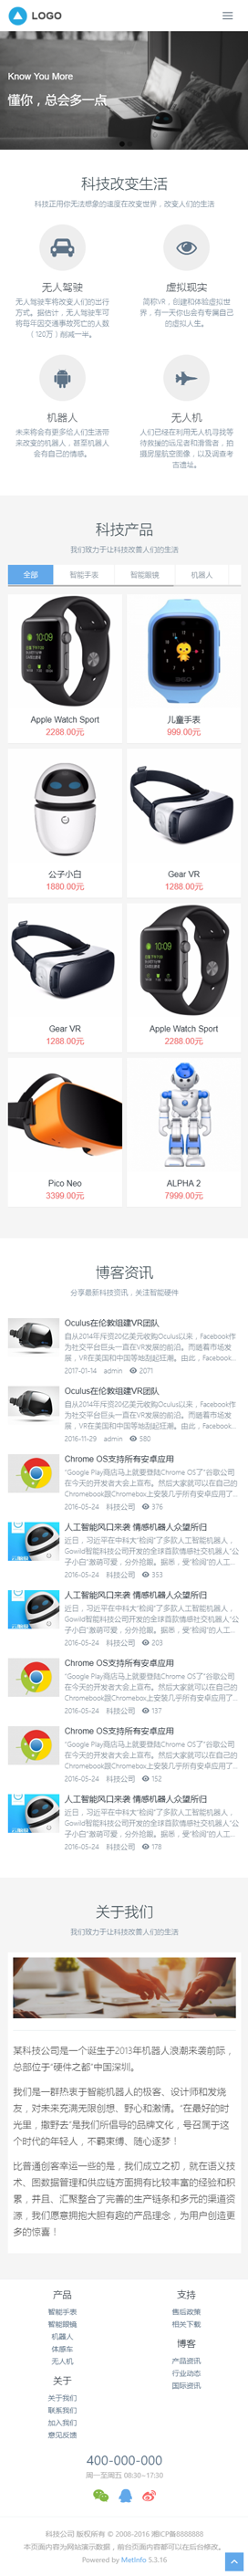 LOGO
Know You More
懂你，总会多一点
科技改变生活
科技正用你无法想象的速度在改变世界，改变人们的生活
无人驾驶
无人驾驶车将改变人们的出行
方式。据估计，无人驾驶车可
将每年因交通事故死亡的人数
（120万）削减一半。
虚拟现实
简称VR，创建和体验虚拟世
界，有一天你也会有专属自己
的虚拟人生。
机器人
未来将会有更多给人们生活带
来改变的机器人，甚至机器人
会有自己的情感。
无人机
人们已经在利用无人机寻找等
待救援的远足者和滑雪者，拍
摄房屋航空图像，以及调查考
古遗址。
科技产品
我们致力于让科技改善人们的生活
全部 智能手表 智能眼镜 机器人
10:09
Apple Watch Sport
2288.00元
儿童手表
999.00元
公子小白
1880.00元
Gear VR
1288.00元
Gear VR
1288.00元
10:09
Apple Watch Sport
2288.00元
Pico Neo
3399.00元
ALPHA 2
7999.00元
博客资讯
分享最新科技资讯，关注智能硬件
Oculus在伦敦组建VR团队
自从2014年斥资20亿美元收购Oculus以来，Facebook作
为社交平台巨头一直在VR发展的前沿。而随着市场发
展，VR在美国和中国等地刮起狂潮。由此，Facebook...
2017-01-14 admin 2071
Oculus在伦敦组建VR团队
自从2014年斥资20亿美元收购Oculus以来，Facebook作
为社交平台巨头一直在VR发展的前沿。而随着市场发
展，VR在美国和中国等地刮起狂潮。由此，Facebook...
2016-11-29 admin 580
Chrome OS支持所有安卓应用
"Google Play商店马上就要登陆Chrome OS了"谷歌公司
在今天的开发者大会上宣布。然后大家就可以在自己的
Chromebook跟Chromebox上安装几乎所有安卓应用了...
2016-05-24 科技公司 376
人工智能风口来袭 情感机器人众望所归
近日，习近平在中科大"检阅"了多款人工智能机器人，
Gowild智能科技公司开发的全球首款情感社交机器人"公
子小白"激萌可爱，分外抢眼。据悉，受"检阅"的人工...
2016-05-24 科技公司 353
人工智能风口来袭 情感机器人众望所归
近日，习近平在中科大"检阅"了多款人工智能机器人，
Gowild智能科技公司开发的全球首款情感社交机器人"公
子小白"激萌可爱，分外抢眼。据悉，受"检阅"的人工...
2016-05-24 科技公司 203
Chrome OS支持所有安卓应用
"Google Play商店马上就要登陆Chrome OS了"谷歌公司
在今天的开发者大会上宣布。然后大家就可以在自己的
Chromebook跟Chromebox上安装几乎所有安卓应用了...
2016-05-24 科技公司 137
Chrome OS支持所有安卓应用
"Google Play商店马上就要登陆Chrome OS了"谷歌公司
在今天的开发者大会上宣布。然后大家就可以在自己的
Chromebook跟Chromebox上安装几乎所有安卓应用了...
2016-05-24 科技公司 152
人工智能风口来袭 情感机器人众望所归
近日，习近平在中科大"检阅"了多款人工智能机器人，
Gowild智能科技公司开发的全球首款情感社交机器人"公
子小白"激萌可爱，分外抢眼。据悉，受"检阅"的人工...
2016-05-24 科技公司 178
关于我们
我们致力于让科技改善人们的生活
某科技公司是一个诞生于2013年机器人浪潮来袭前际，
总部位于"硬件之都"中国深圳。
我们是一群热衷于智能机器人的极客、设计师和发烧
友，对未来充满无限创想、野心和激情。"在最好的时
光里，撒野去"是我们所倡导的品牌文化，号召属于这
个时代的年轻人，不羁束缚、随心逐梦！
比普通创客幸运一些的是，我们成立之初，就在语义技
术、图数据管理和供应链方面拥有比较丰富的经验和积
累，并且、汇聚整合了完善的生产链条和多元的渠道资
源，我们愿意拥抱大胆有趣的产品理念，为用户创造更
多的惊喜！
产品
智能手表
智能眼镜
机器人
体感车
无人机
关于
关于我们
联系我们
加入我们
意见反馈
支持
售后政策
相关下载
博客
产品资讯
行业动态
国际资讯
400-000-000
周一至周五 08:30~17:30
科技公司 版权所有 © 2008-2016 湘ICP备8888888
本页面内容为网站演示数据，前台页面内容都可以在后台修改。
Powered by MetInfo 5.3.16